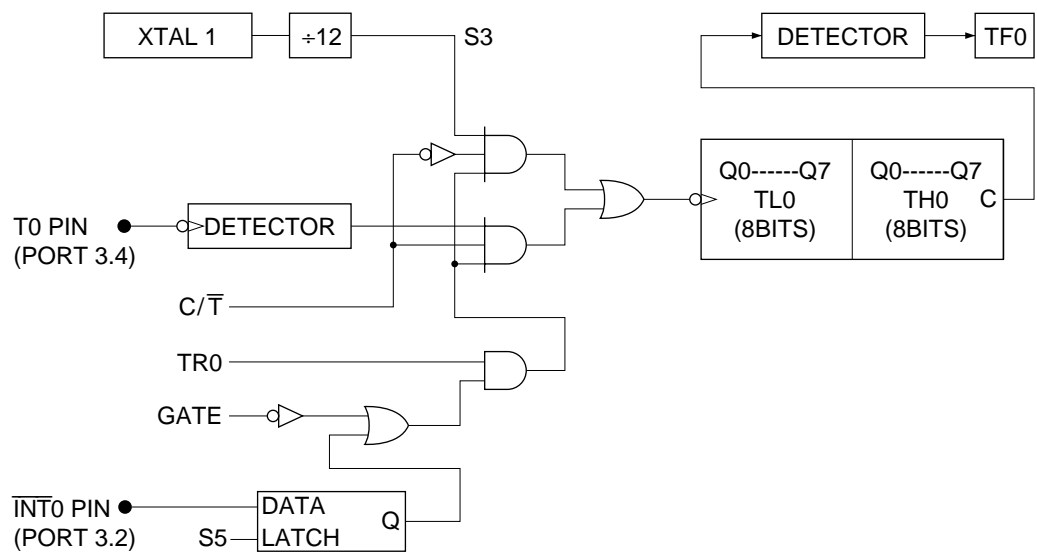 XTAL 1
÷12
S3
DETECTOR
TF0
Q0------Q7
TL0
(8BITS)
Q0------Q7
TH0
(8BITS)
C
T0 PIN
(PORT 3.4)
DETECTOR
C/T̅
TR0
GATE
I̅N̅T̅0 PIN
(PORT 3.2)
S5
DATA
LATCH
Q